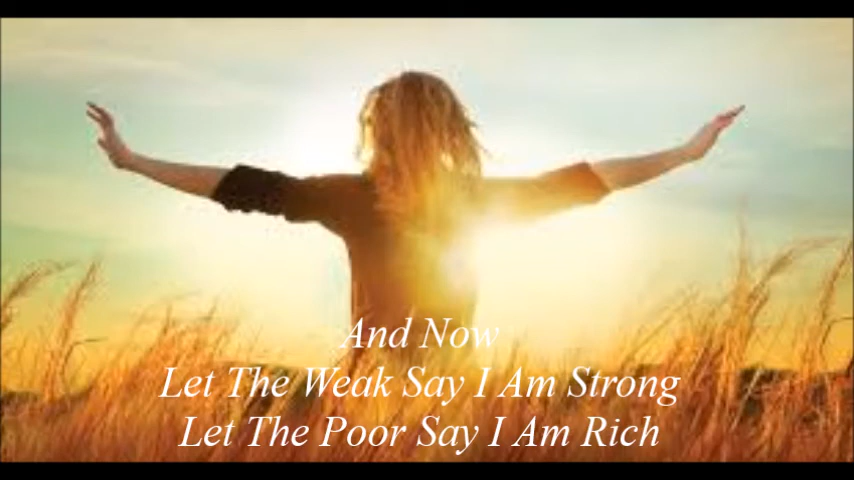 And Now
Let The Weak Say I Am Strong
Let The Poor Say I Am Rich